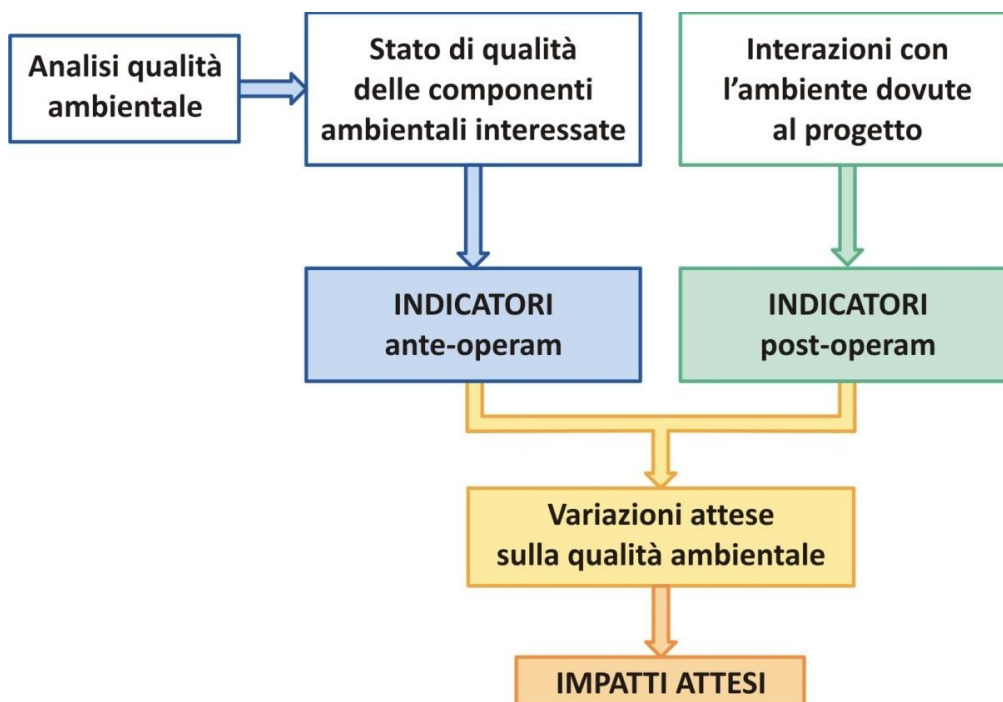 Analisi qualità
ambientale
Stato di qualità
delle componenti
ambientali interessate
Interazioni con
l’ambiente dovute
al progetto
INDICATORI
ante-operam
INDICATORI
post-operam
Variazioni attese
sulla qualità ambientale
IMPATTI ATTESI